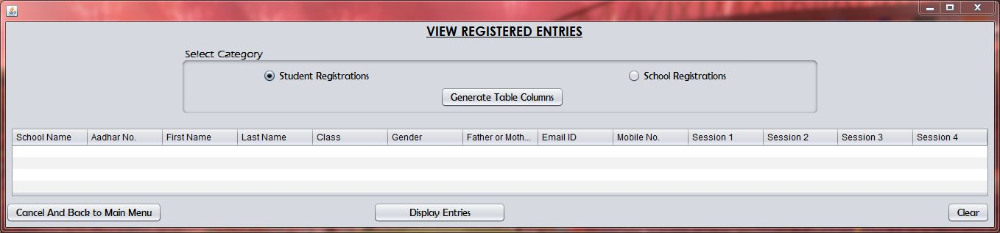 VIEW REGISTERED ENTRIES
Select Category
Student Registrations School Registrations
Generate Table Columns
School Name Aadhar No. First Name Last Name Class Gender Father or Moth... Email ID Mobile No. Session 1 Session 2 Session 3 Session 4
Cancel And Back to Main Menu Display Entries Clear